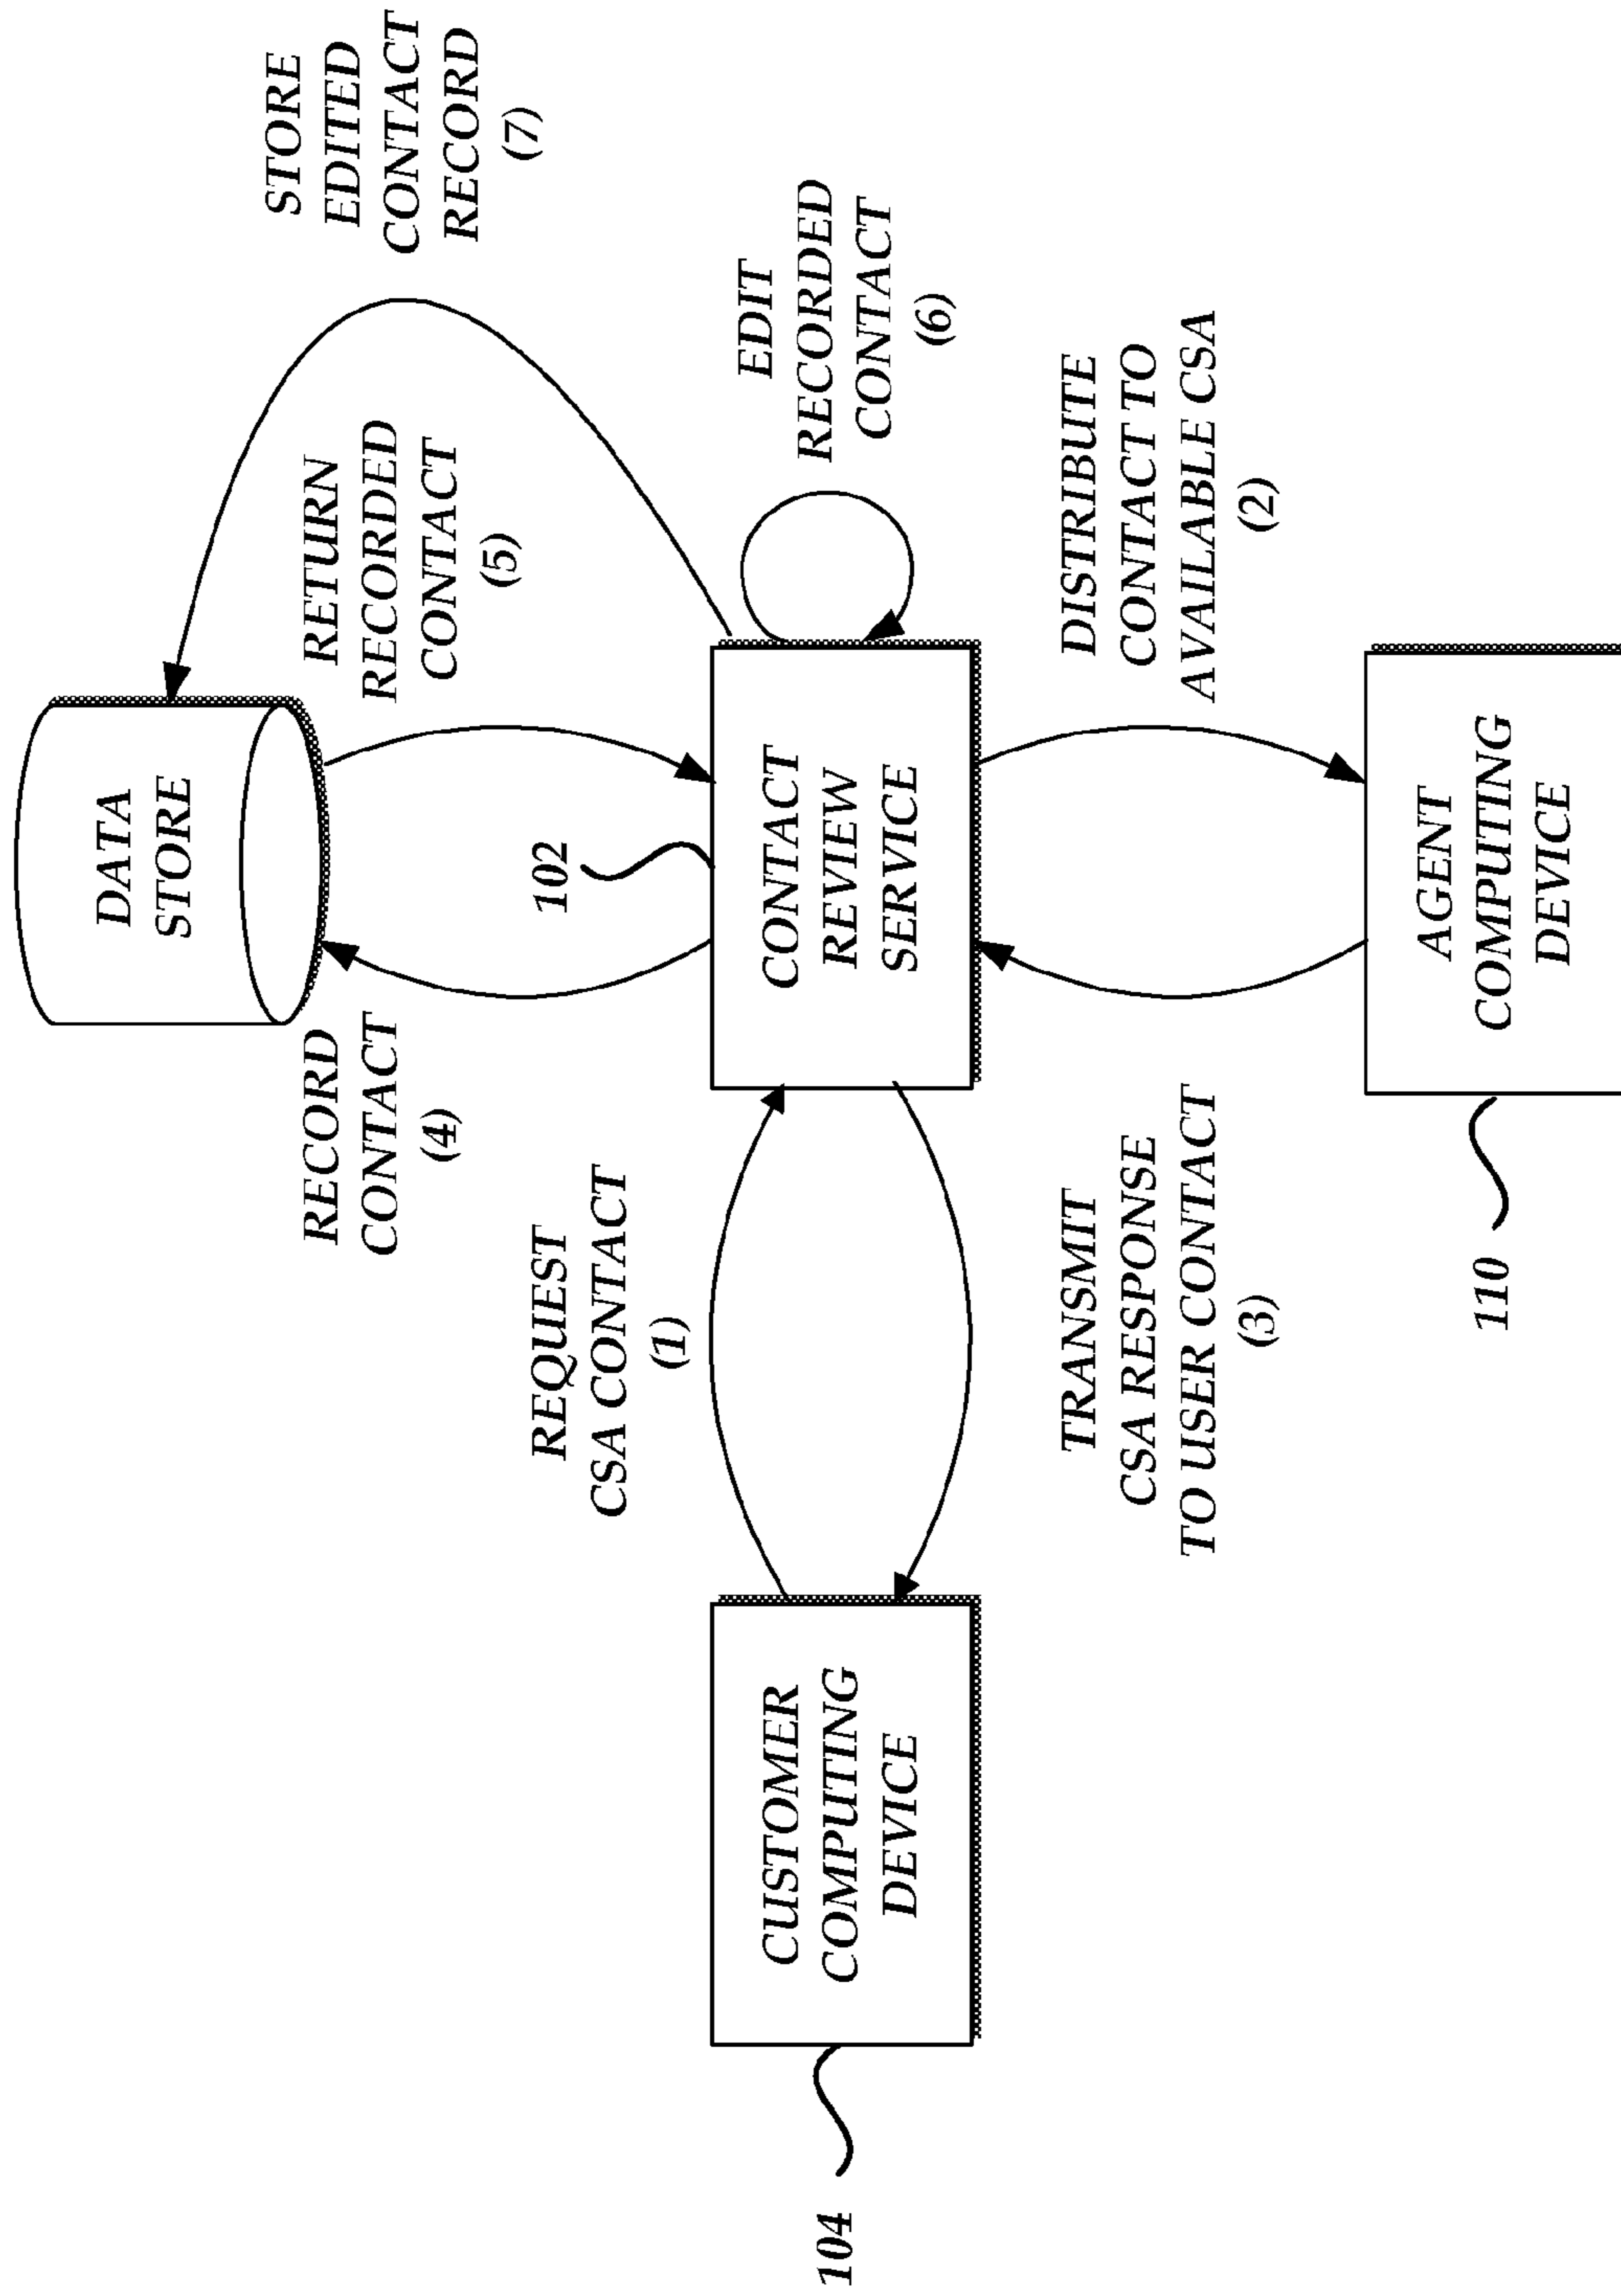 DATA
STORE
STORE
EDITED
CONTACT
RECORD
(7)
RECORD
CONTACT
(4)
RETURN
RECORDED
CONTACT
(5)
REQUEST
CSA CONTACT
(1)
102
104
CUSTOMER
COMPUTING
DEVICE
CONTACT
REVIEW
SERVICE
EDIT
RECORDED
CONTACT
(6)
TRANSMIT
CSA RESPONSE
TO USER CONTACT
(3)
DISTRIBUTE
CONTACT TO
AVAILABLE CSA
(2)
110
AGENT
COMPUTING
DEVICE